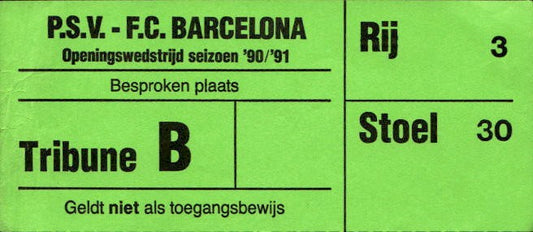 P.S.V. - F.C. BARCELONA
Openingswedstrijd seizoen '90/'91
Besproken plaats
Tribune B
Geldt niet als toegangsbewijs
Rij 3
Stoel 30